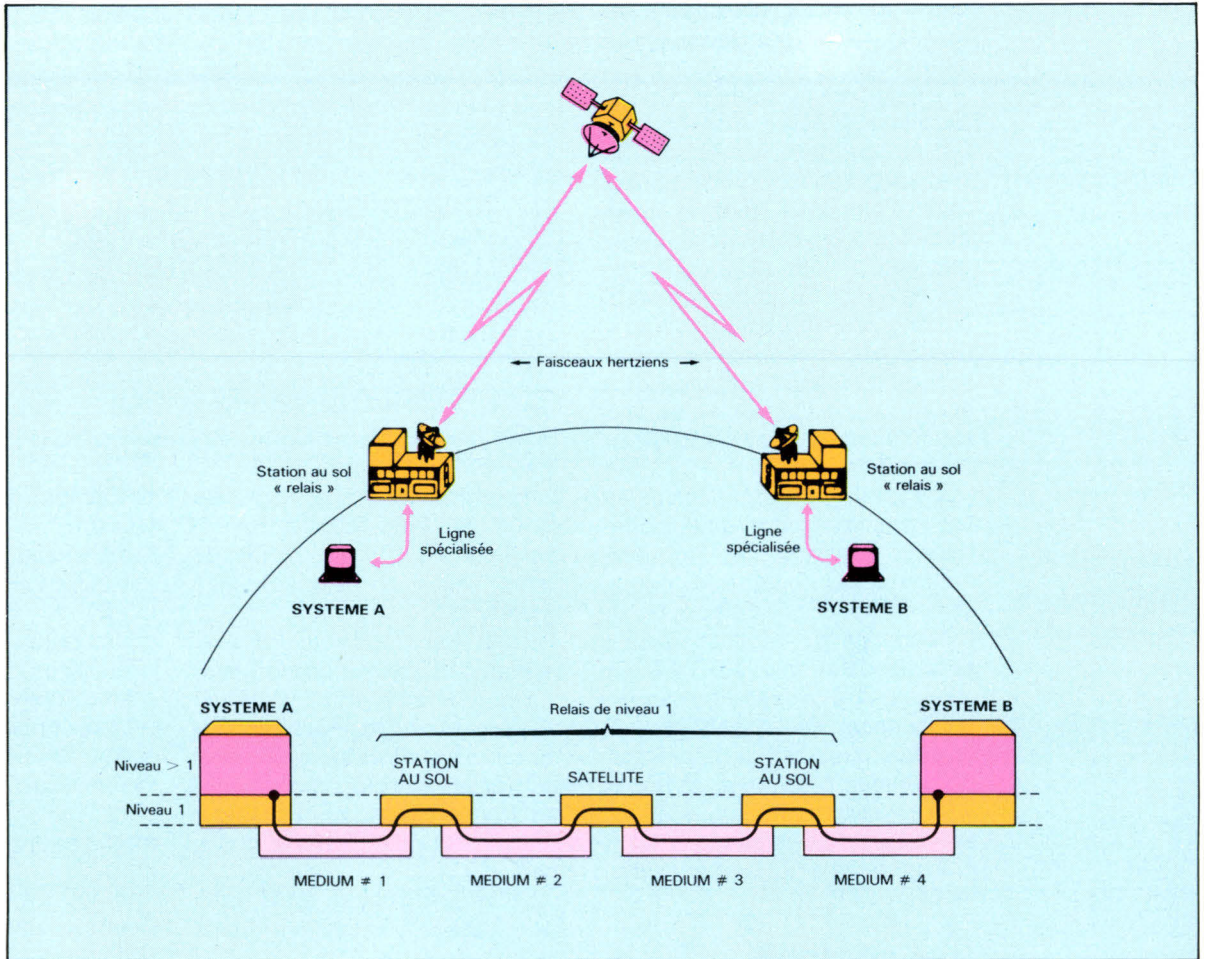 ← Faisceaux hertziens →
Station au sol
« relais »
Station au sol
« relais »
Ligne
spécialisée
Ligne
spécialisée
SYSTEME A
SYSTEME B
SYSTEME A
Relais de niveau 1
SYSTEME B
Niveau > 1
STATION
AU SOL
SATELLITE
STATION
AU SOL
Niveau 1
MEDIUM # 1
MEDIUM # 2
MEDIUM # 3
MEDIUM # 4